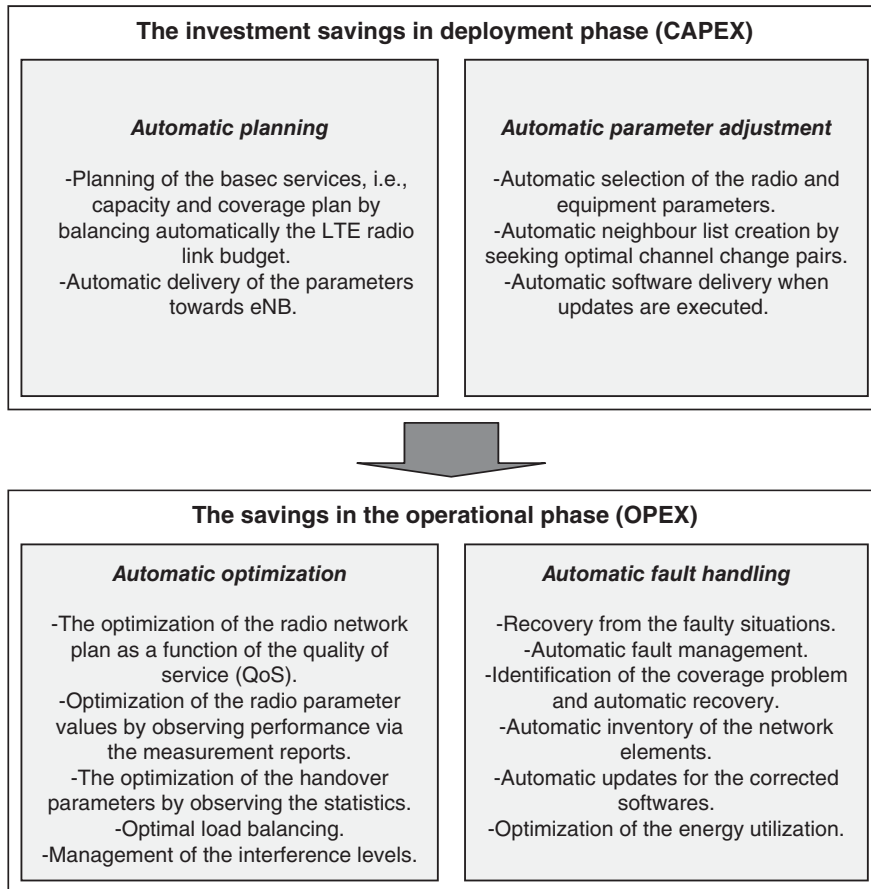 The investment savings in deployment phase (CAPEX)
Automatic planning
-Planning of the basec services, i.e.,
capacity and coverage plan by
balancing automatically the LTE radio
link budget.
-Automatic delivery of the parameters
towards eNB.
Automatic parameter adjustment
-Automatic selection of the radio and
equipment parameters.
-Automatic neighbour list creation by
seeking optimal channel change pairs.
-Automatic software delivery when
updates are executed.
The savings in the operational phase (OPEX)
Automatic optimization
-The optimization of the radio network
plan as a function of the quality of
service (QoS).
-Optimization of the radio parameter
values by observing performance via
the measurement reports.
-The optimization of the handover
parameters by observing the statistics.
-Optimal load balancing.
-Management of the interference levels.
Automatic fault handling
-Recovery from the faulty situations.
-Automatic fault management.
-Identification of the coverage problem
and automatic recovery.
-Automatic inventory of the network
elements.
-Automatic updates for the corrected
softwares.
-Optimization of the energy utilization.